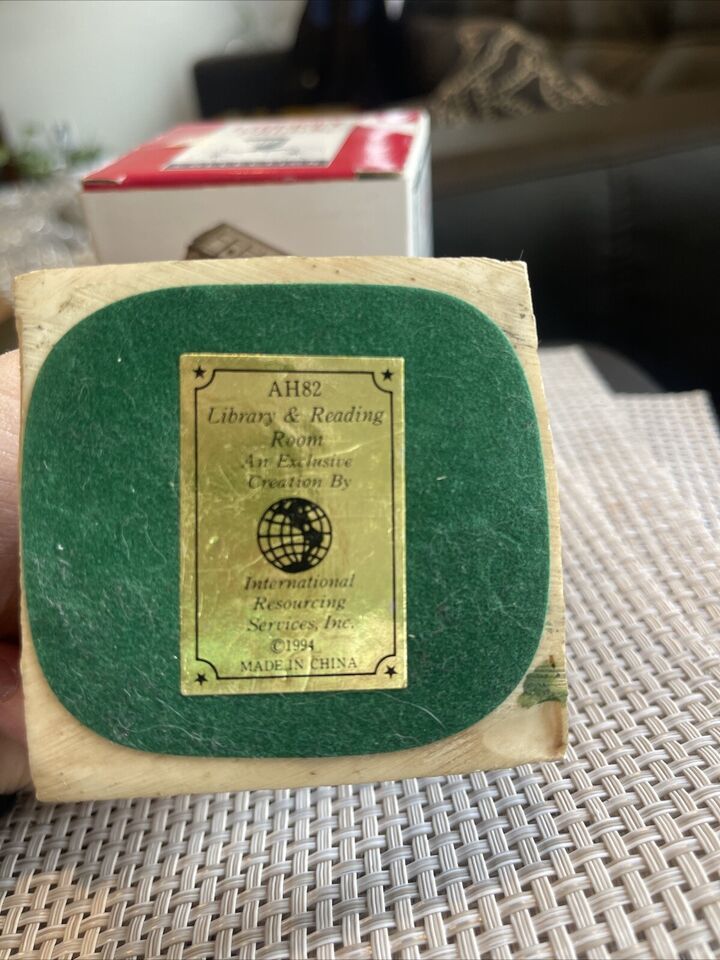 AH82
Library & Reading
Room
An Exclusive
Creation By
International
Resourcing
Services, Inc.
©1994
MADE IN CHINA